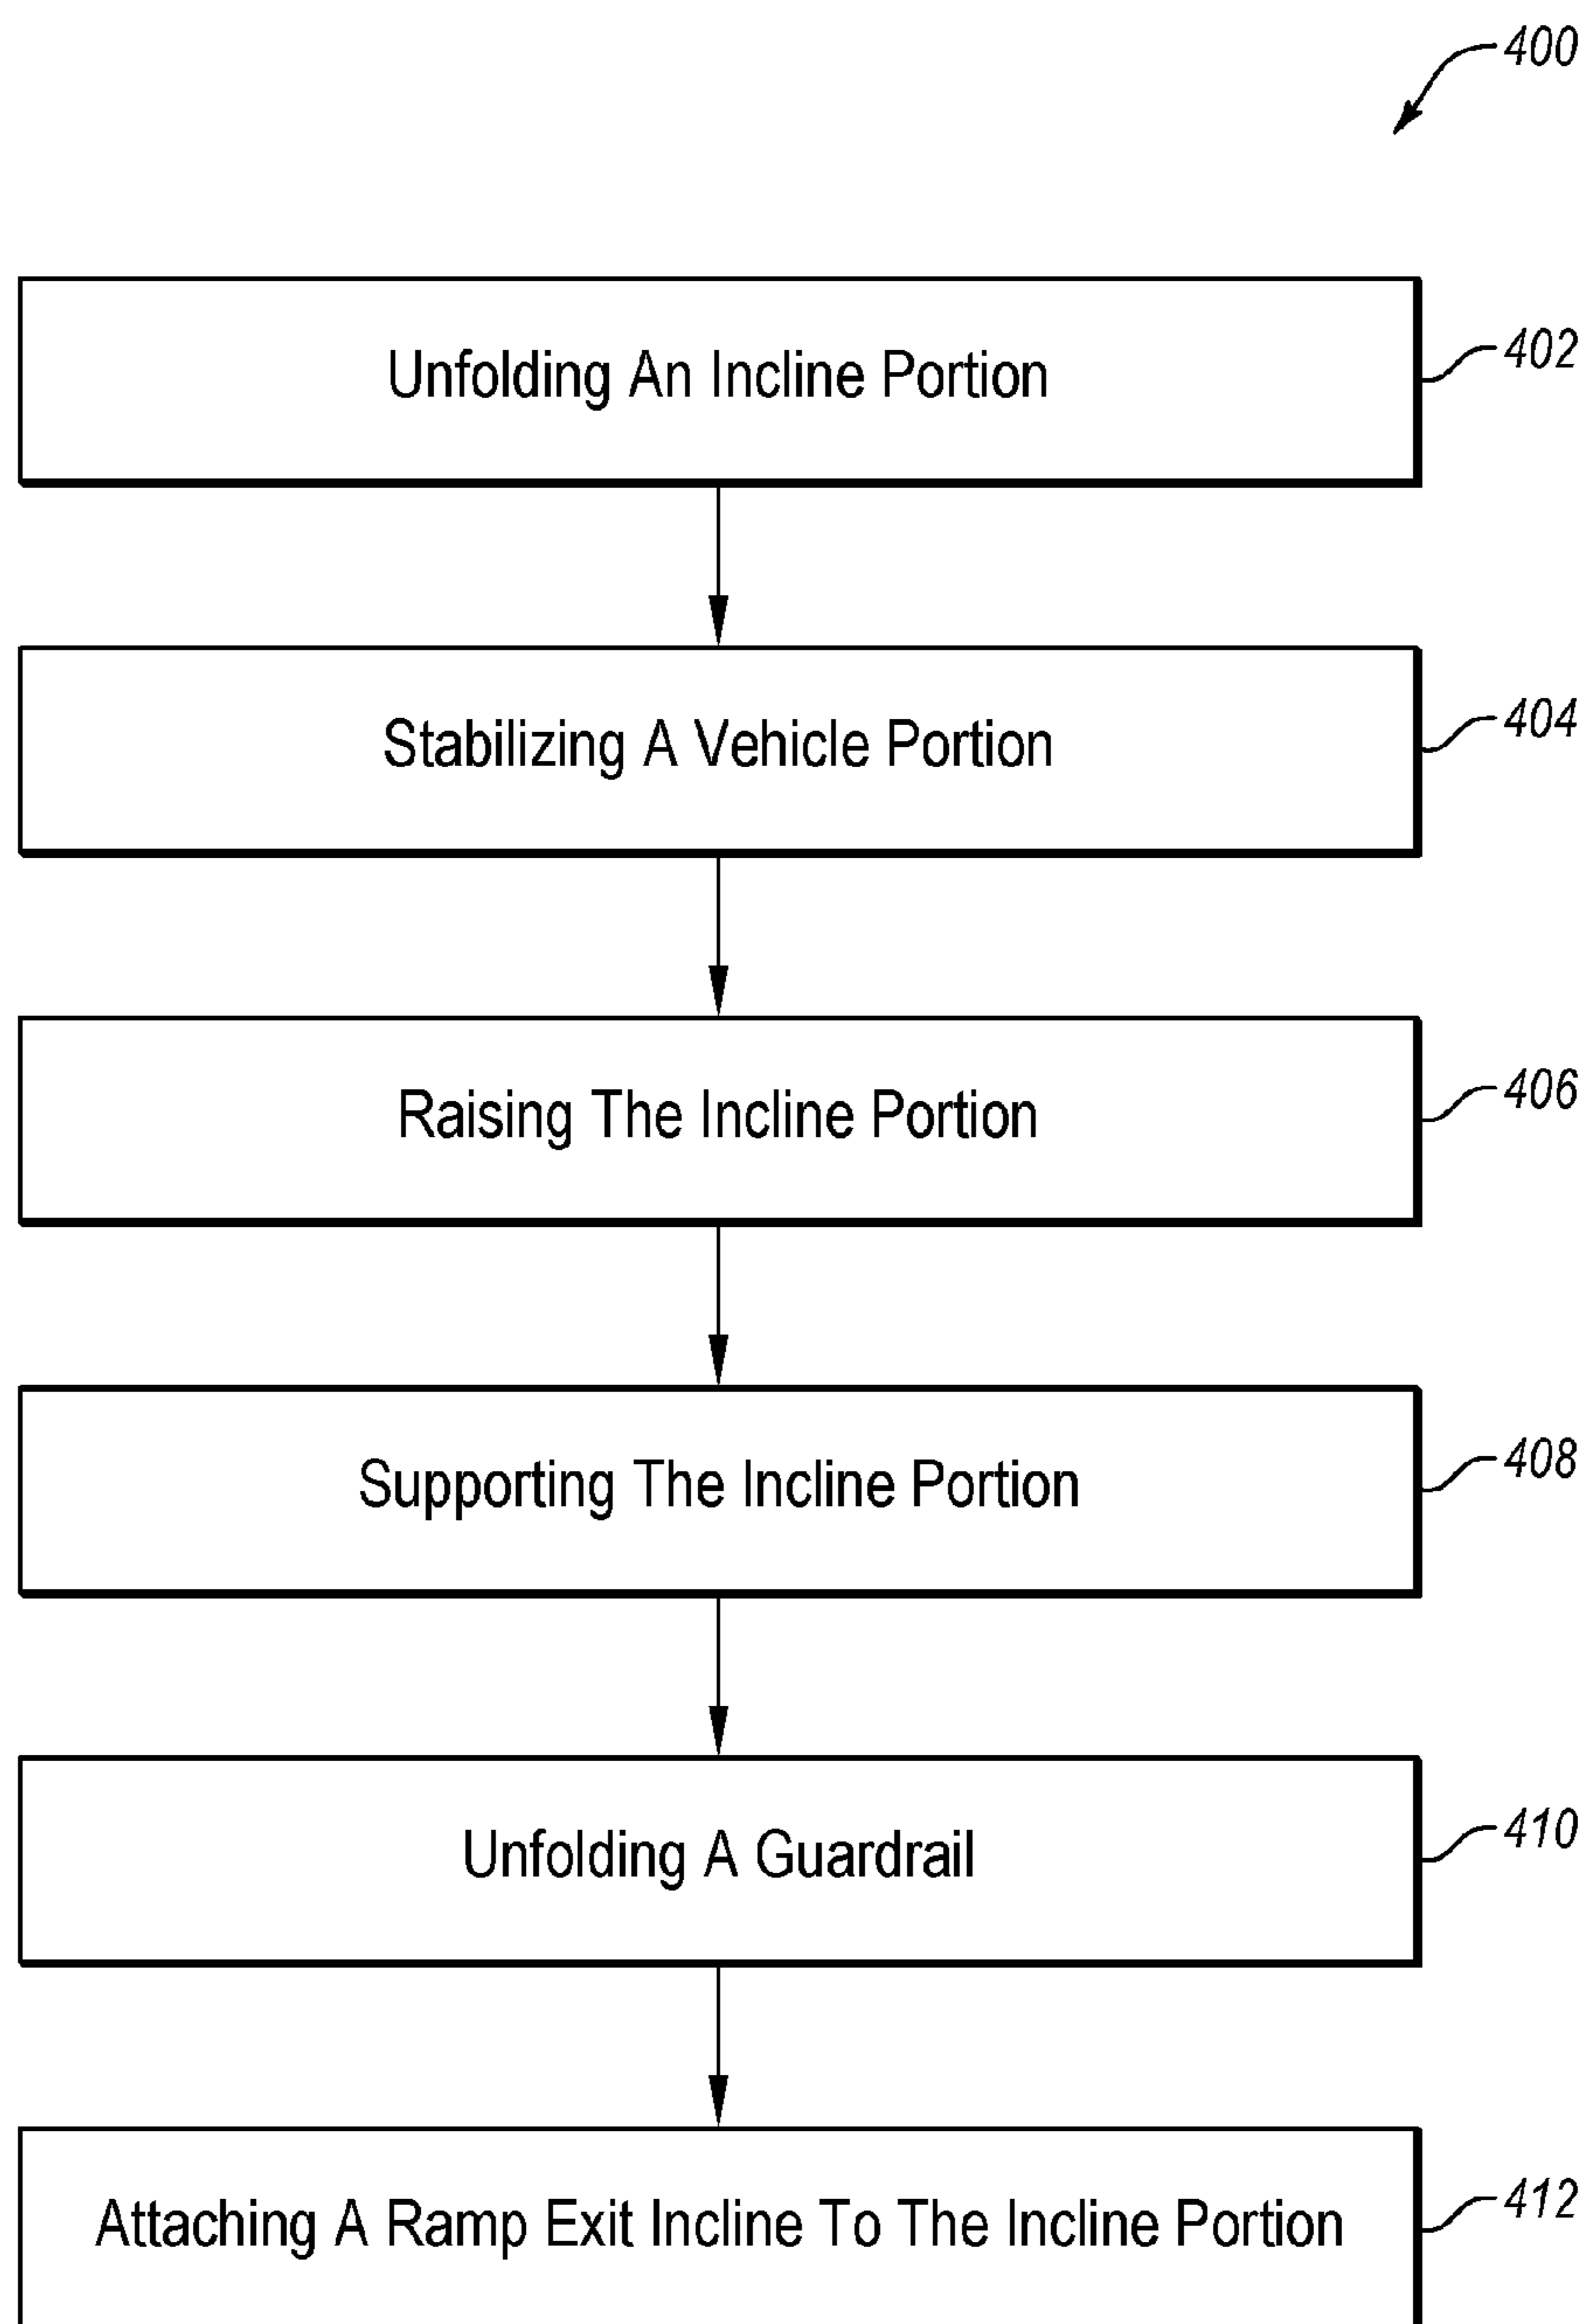 400
Unfolding An Incline Portion
402
Stabilizing A Vehicle Portion
404
Raising The Incline Portion
406
Supporting The Incline Portion
408
Unfolding A Guardrail
410
Attaching A Ramp Exit Incline To The Incline Portion
412